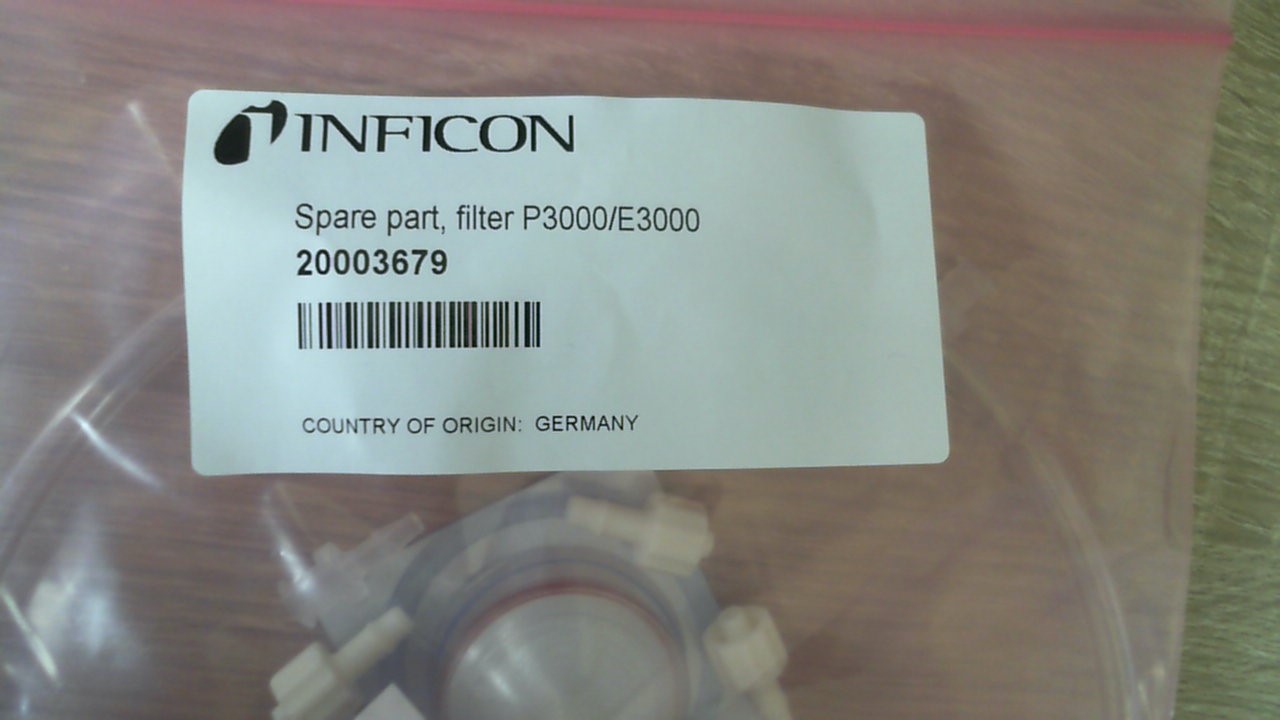 INFICON
Spare part, filter P3000/E3000
20003679
COUNTRY OF ORIGIN: GERMANY